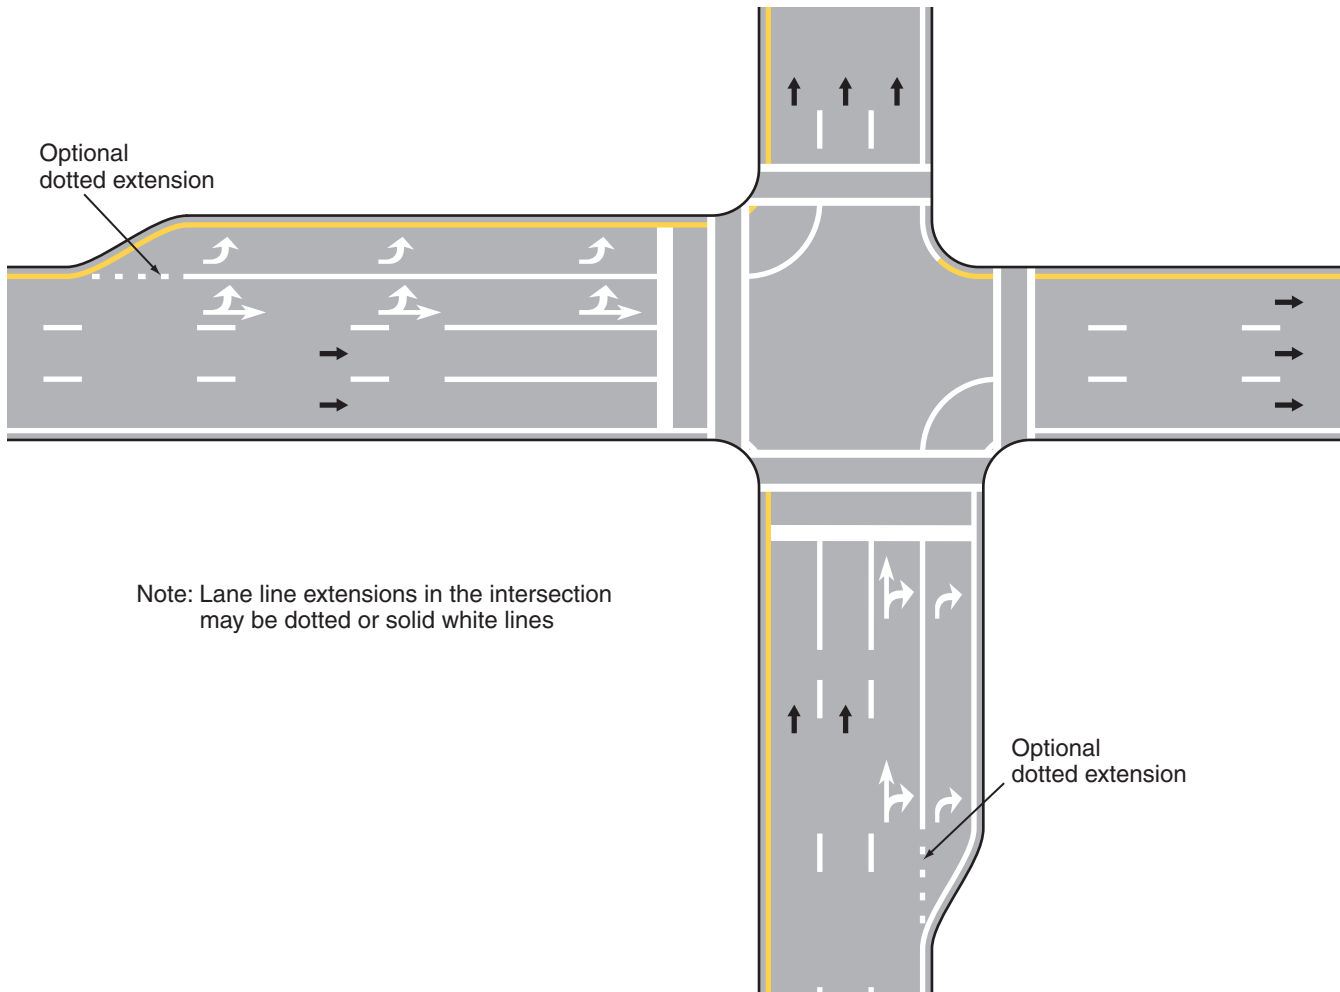 Optional
dotted extension
Note: Lane line extensions in the intersection
may be dotted or solid white lines
Optional
dotted extension